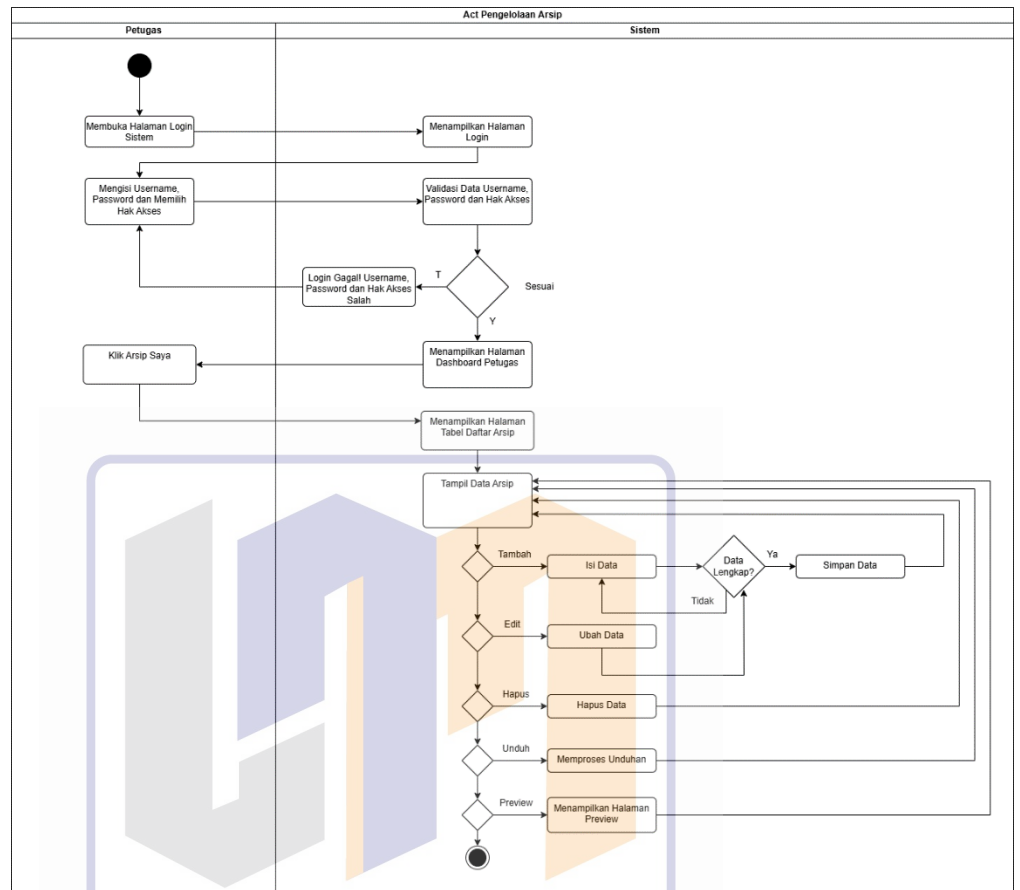 Act Pengelolaan Arsip
Petugas
Sistem
Membuka Halaman Login
Sistem
Menampilkan Halaman
Login
Mengisi Username,
Password dan Memilih
Hak Akses
Validasi Data Username,
Password dan Hak Akses
Login Gagal! Username,
Password dan Hak Akses
Salah
T
Sesuai
Y
Klik Arsip Saya
Menampilkan Halaman
Dashboard Petugas
Menampilkan Halaman
Tabel Daftar Arsip
Tampil Data Arsip
Tambah
Isi Data
Data
Lengkap?
Ya
Simpan Data
Tidak
Edit
Ubah Data
Hapus
Hapus Data
Unduh
Memproses Unduhan
Preview
Menampilkan Halaman
Preview